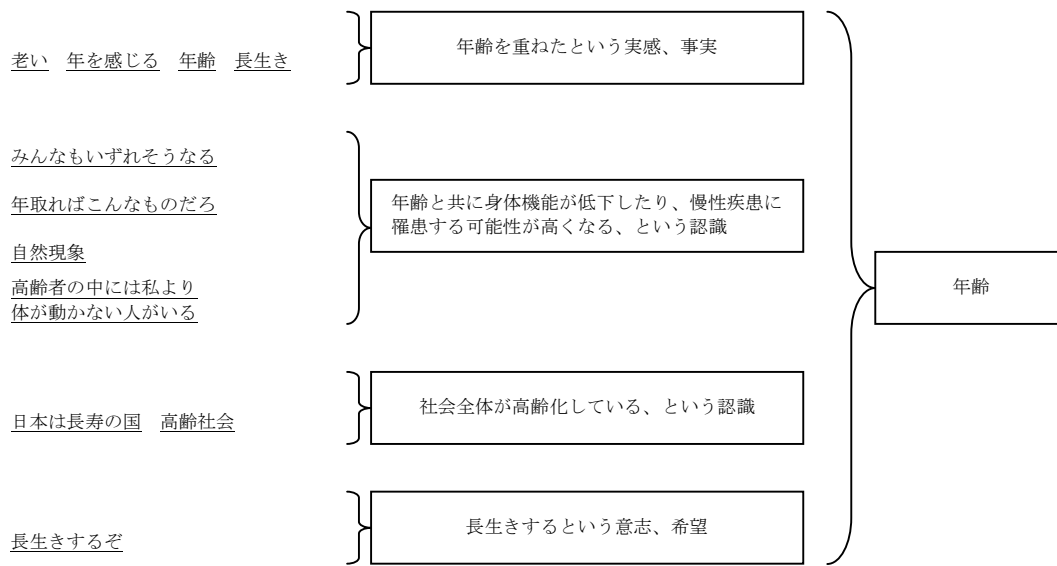 老い　年を感じる　年齢　長生き
年齢を重ねたという実感、事実
みんなもいずれそうなる
年取ればこんなものだろ
自然現象
高齢者の中には私より
体が動かない人がいる
年齢と共に身体機能が低下したり、慢性疾患に
罹患する可能性が高くなる、という認識
日本は長寿の国　高齢社会
社会全体が高齢化している、という認識
長生きするぞ
長生きするという意志、希望
年齢